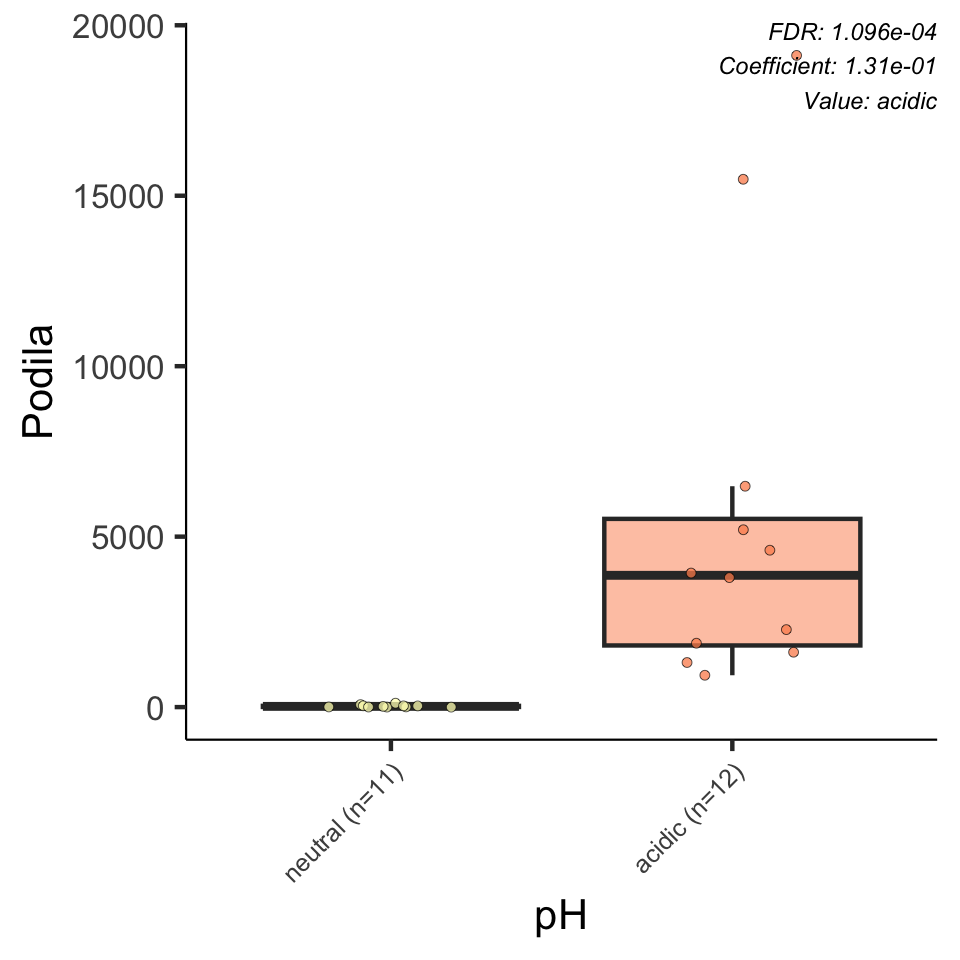 FDR: 1.096e-04
Coefficient: 1.31e-01
Value: acidic
20000
15000
10000
5000
0
Podila
neutral (n=11)
acidic (n=12)
pH